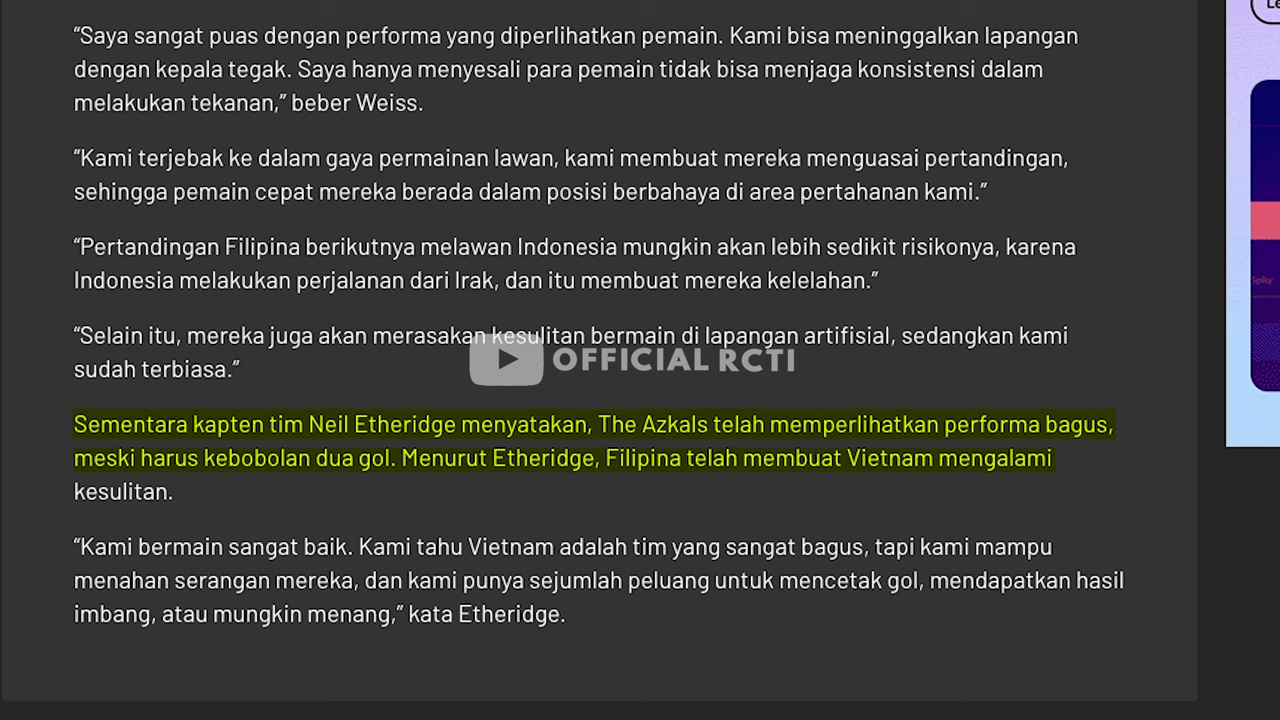 “Saya sangat puas dengan performa yang diperlihatkan pemain. Kami bisa meninggalkan lapangan
dengan kepala tegak. Saya hanya menyesali para pemain tidak bisa menjaga konsistensi dalam
melakukan tekanan,” beber Weiss.
“Kami terjebak ke dalam gaya permainan lawan, kami membuat mereka menguasai pertandingan,
sehingga pemain cepat mereka berada dalam posisi berbahaya di area pertahanan kami.”
“Pertandingan Filipina berikutnya melawan Indonesia mungkin akan lebih sedikit risikonya, karena
Indonesia melakukan perjalanan dari Irak, dan itu membuat mereka kelelahan.”
“Selain itu, mereka juga akan merasakan kesulitan bermain di lapangan artifisial, sedangkan kami
sudah terbiasa.”
OFFICIAL RCTI
Sementara kapten tim Neil Etheridge menyatakan, The Azkals telah memperlihatkan performa bagus,
meski harus kebobolan dua gol. Menurut Etheridge, Filipina telah membuat Vietnam mengalami
kesulitan.
“Kami bermain sangat baik. Kami tahu Vietnam adalah tim yang sangat bagus, tapi kami mampu
menahan serangan mereka, dan kami punya sejumlah peluang untuk mencetak gol, mendapatkan hasil
imbang, atau mungkin menang,” kata Etheridge.